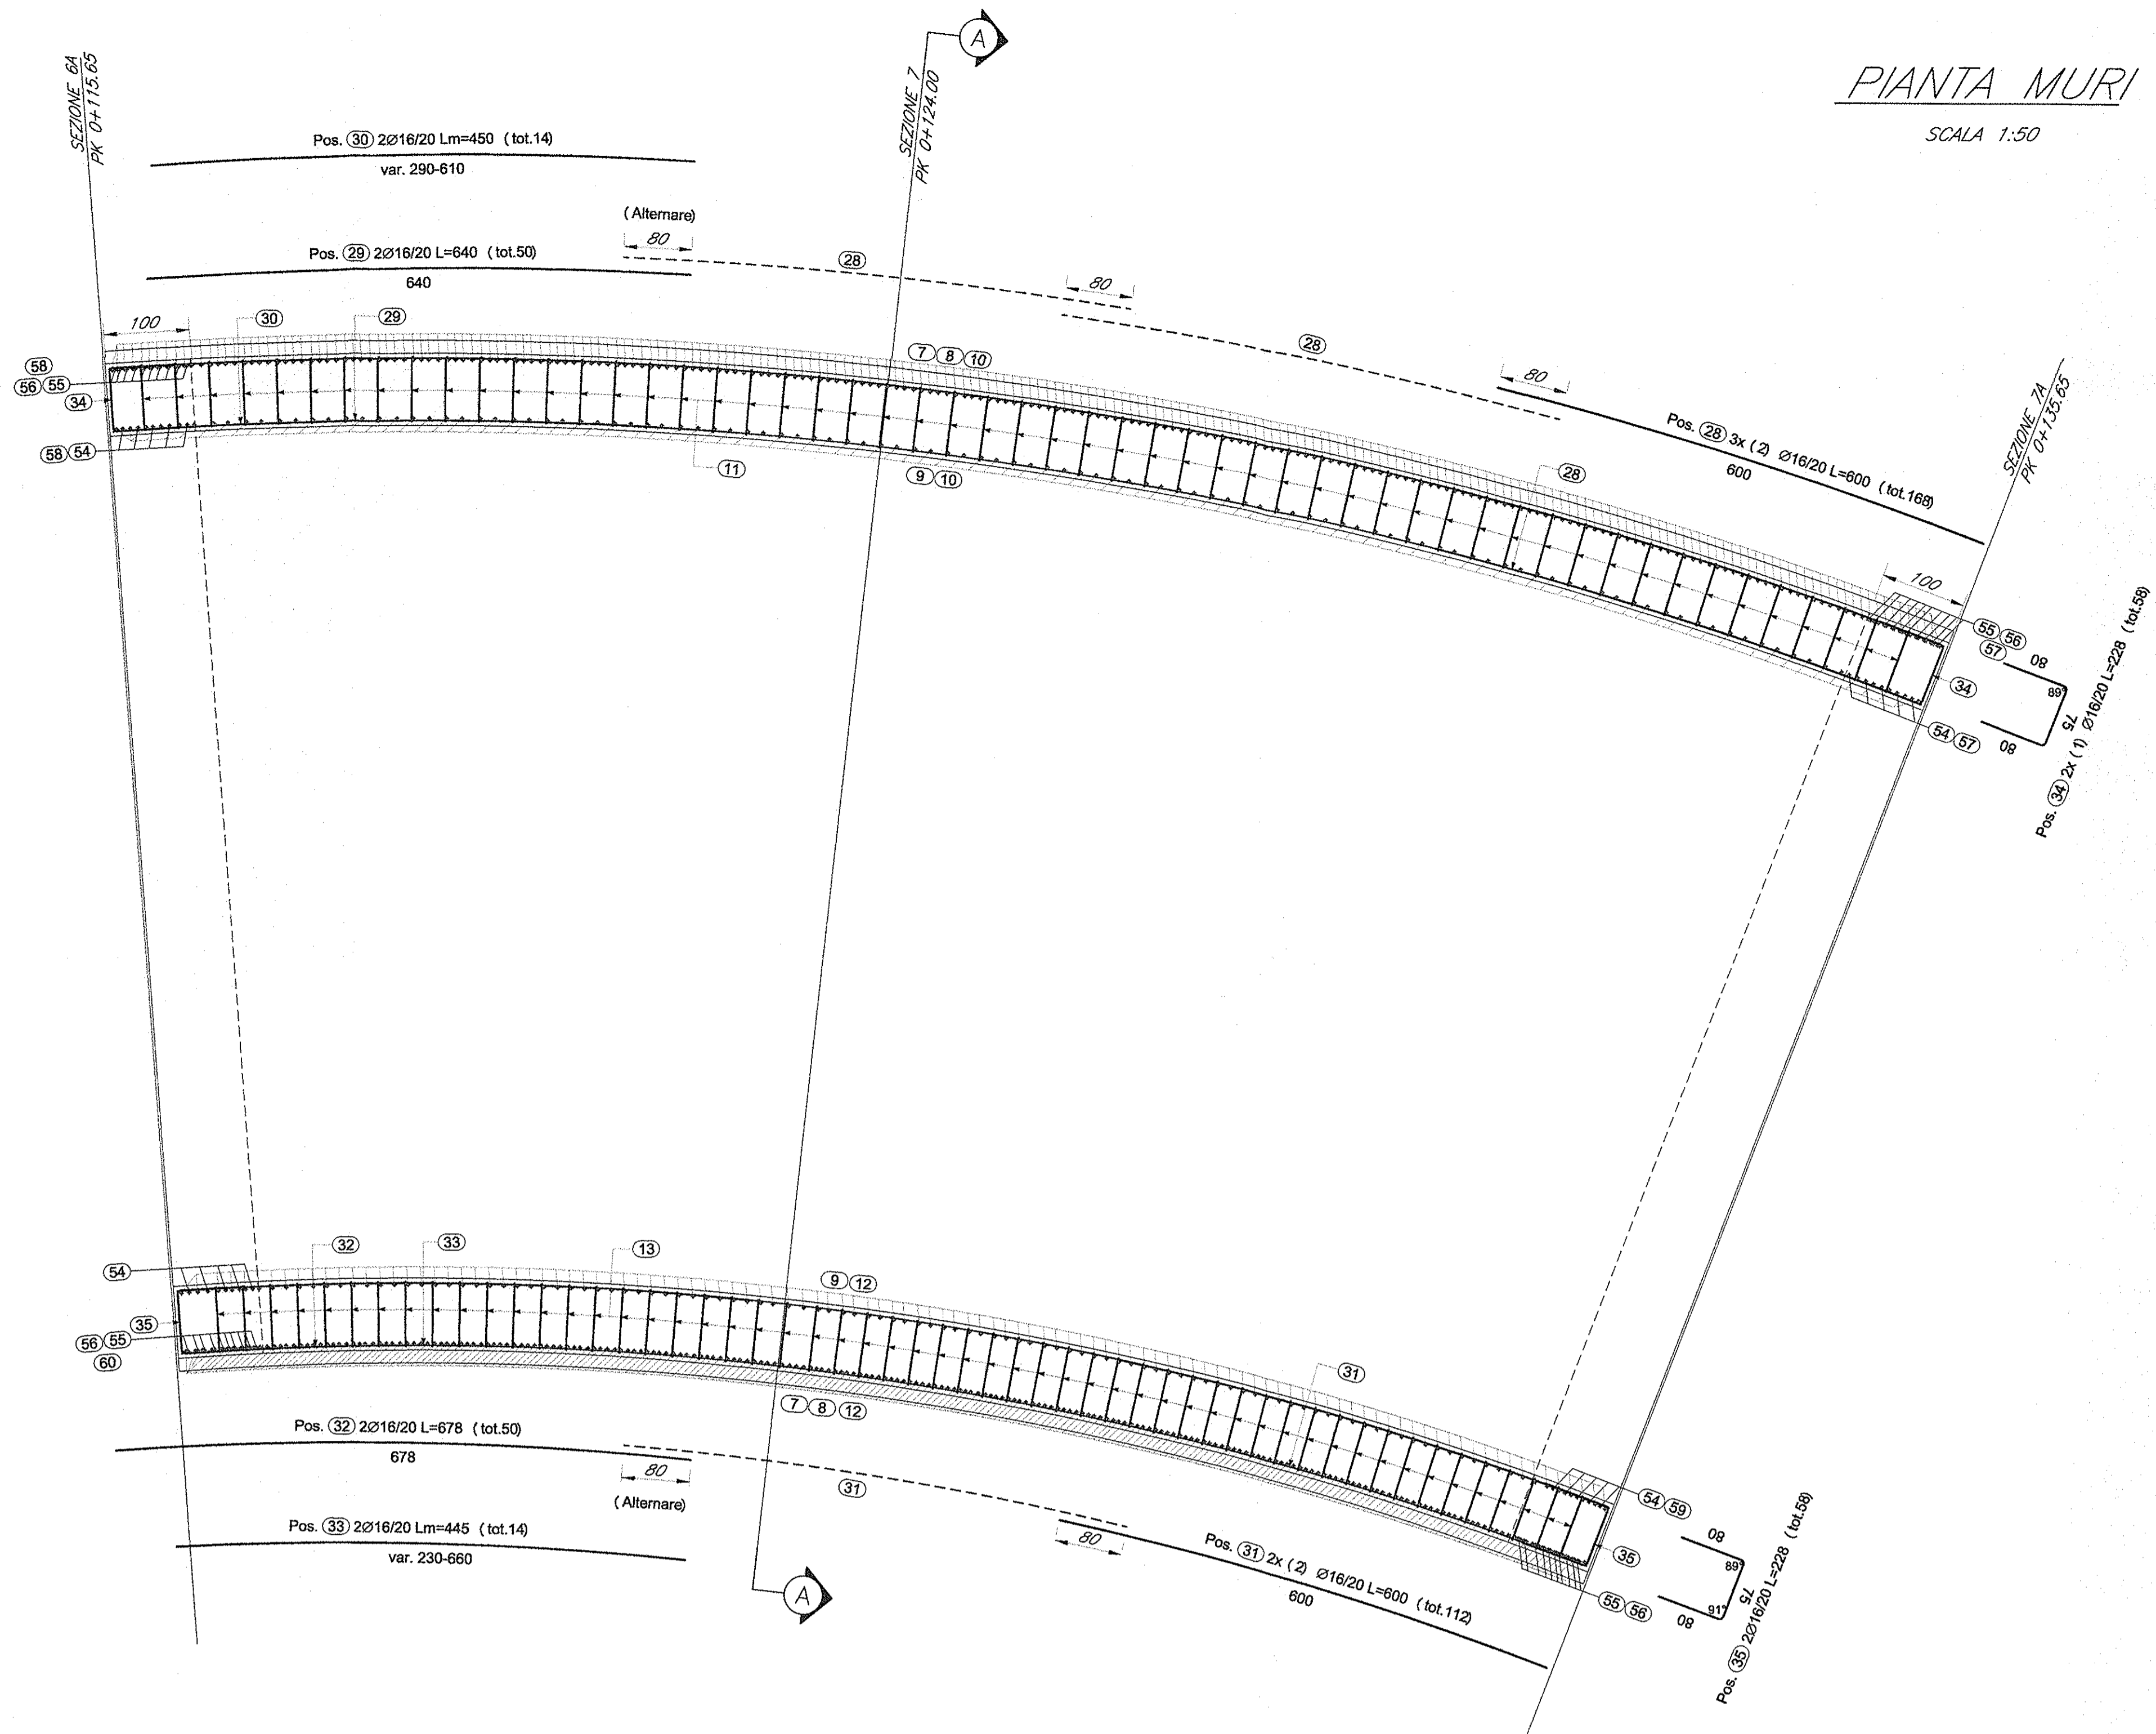 PIANTA MURI
SCALA 1:50
A
SEZIONE 6A
PK 0+115.65
SEZIONE 7
PK 0+124.00
SEZIONE 7A
PK 0+135.65
Pos. 30 2Ø16/20 Lm=450 (tot.14)
var. 290-610
(Alternare)
80
Pos. 29 2Ø16/20 L=640 (tot.50)
640
28
80
28
80
Pos. 28 3x (2) Ø16/20 L=600 (tot.168)
600
100
30
29
58
56 55
34
58 54
7 8 10
11
9 10
28
100
55 56
57
34
54 57
80
89°
75
80
Pos. 34 2x (1) Ø16/20 L=228 (tot.58)
54
32
33
13
9 12
35
56 55
60
7 8 12
31
54 59
35
55 56
80
89°
75
91°
80
Pos. 35 2Ø16/20 L=228 (tot.58)
Pos. 32 2Ø16/20 L=678 (tot.50)
678
80
(Alternare)
31
Pos. 33 2Ø16/20 Lm=445 (tot.14)
var. 230-660
80
Pos. 31 2x (2) Ø16/20 L=600 (tot.112)
600
A